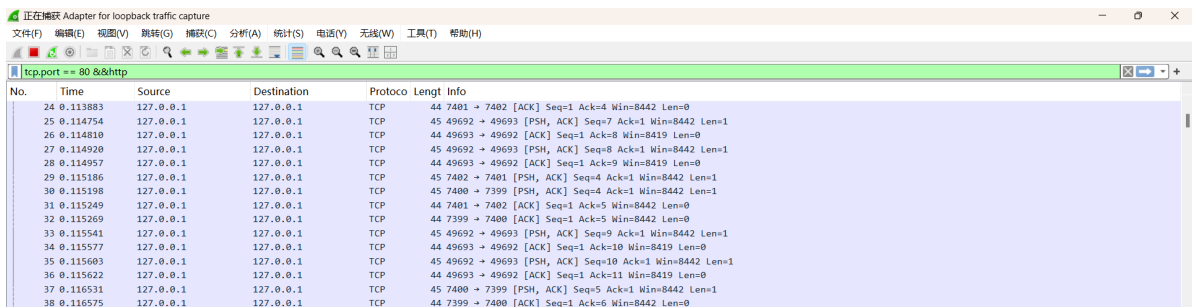 正在捕获 Adapter for loopback traffic capture
文件(F) 编辑(E) 视图(V) 跳转(G) 捕获(C) 分析(A) 统计(S) 电话(Y) 无线(W) 工具(T) 帮助(H)
tcp.port == 80 &&http
No. Time Source Destination Protoco Lengt Info
24 0.113883 127.0.0.1 127.0.0.1 TCP 44 7401 → 7402 [ACK] Seq=1 Ack=4 Win=8442 Len=0
25 0.114754 127.0.0.1 127.0.0.1 TCP 45 49692 → 49693 [PSH, ACK] Seq=7 Ack=1 Win=8442 Len=1
26 0.114810 127.0.0.1 127.0.0.1 TCP 44 49693 → 49692 [ACK] Seq=1 Ack=8 Win=8419 Len=0
27 0.114920 127.0.0.1 127.0.0.1 TCP 45 49692 → 49693 [PSH, ACK] Seq=8 Ack=1 Win=8442 Len=1
28 0.114957 127.0.0.1 127.0.0.1 TCP 44 49693 → 49692 [ACK] Seq=1 Ack=9 Win=8419 Len=0
29 0.115186 127.0.0.1 127.0.0.1 TCP 45 7402 → 7401 [PSH, ACK] Seq=4 Ack=1 Win=8442 Len=1
30 0.115198 127.0.0.1 127.0.0.1 TCP 45 7400 → 7399 [PSH, ACK] Seq=4 Ack=1 Win=8442 Len=1
31 0.115249 127.0.0.1 127.0.0.1 TCP 44 7401 → 7402 [ACK] Seq=1 Ack=5 Win=8442 Len=0
32 0.115269 127.0.0.1 127.0.0.1 TCP 44 7399 → 7400 [ACK] Seq=1 Ack=5 Win=8442 Len=0
33 0.115541 127.0.0.1 127.0.0.1 TCP 45 49692 → 49693 [PSH, ACK] Seq=9 Ack=1 Win=8442 Len=1
34 0.115577 127.0.0.1 127.0.0.1 TCP 44 49693 → 49692 [ACK] Seq=1 Ack=10 Win=8419 Len=0
35 0.115603 127.0.0.1 127.0.0.1 TCP 45 49692 → 49693 [PSH, ACK] Seq=10 Ack=1 Win=8442 Len=1
36 0.115622 127.0.0.1 127.0.0.1 TCP 44 49693 → 49692 [ACK] Seq=1 Ack=11 Win=8419 Len=0
37 0.116531 127.0.0.1 127.0.0.1 TCP 45 7400 → 7399 [PSH, ACK] Seq=5 Ack=1 Win=8442 Len=1
38 0.116575 127.0.0.1 127.0.0.1 TCP 44 7399 → 7400 [ACK] Seq=1 Ack=6 Win=8442 Len=0